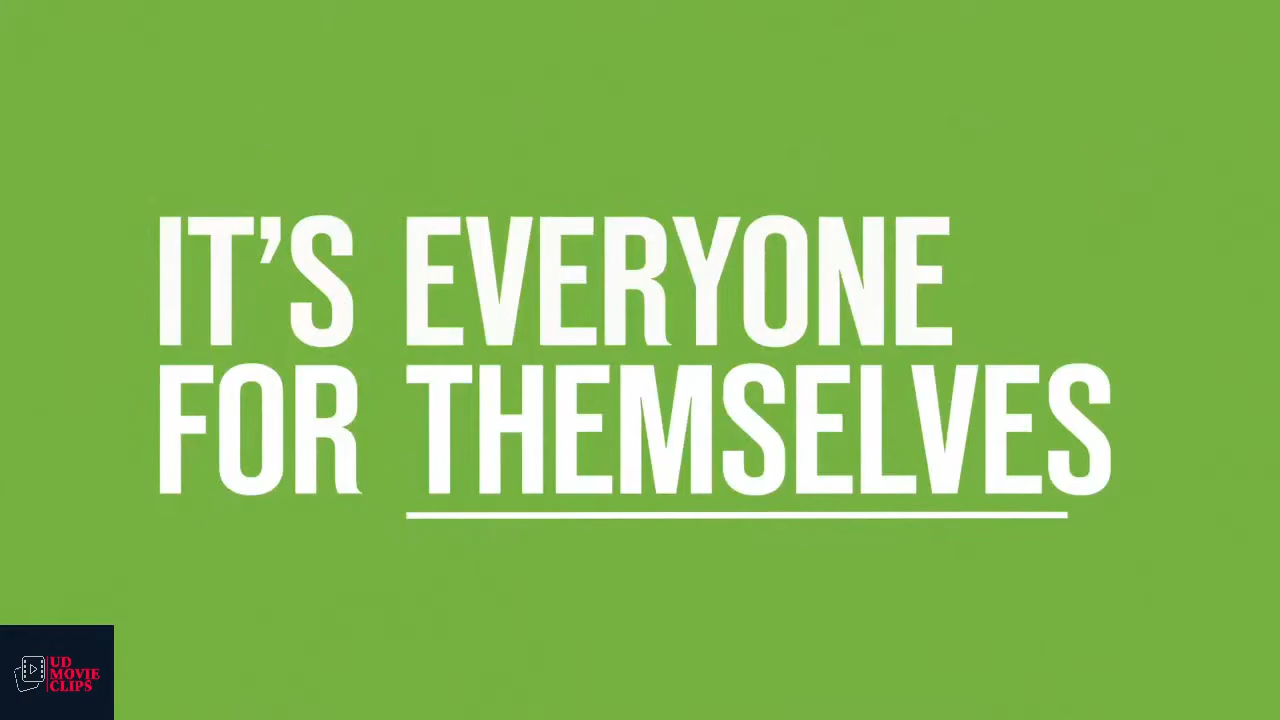 IT’S EVERYONE
FOR THEMSELVES
UD
MOVIE
CLIPS